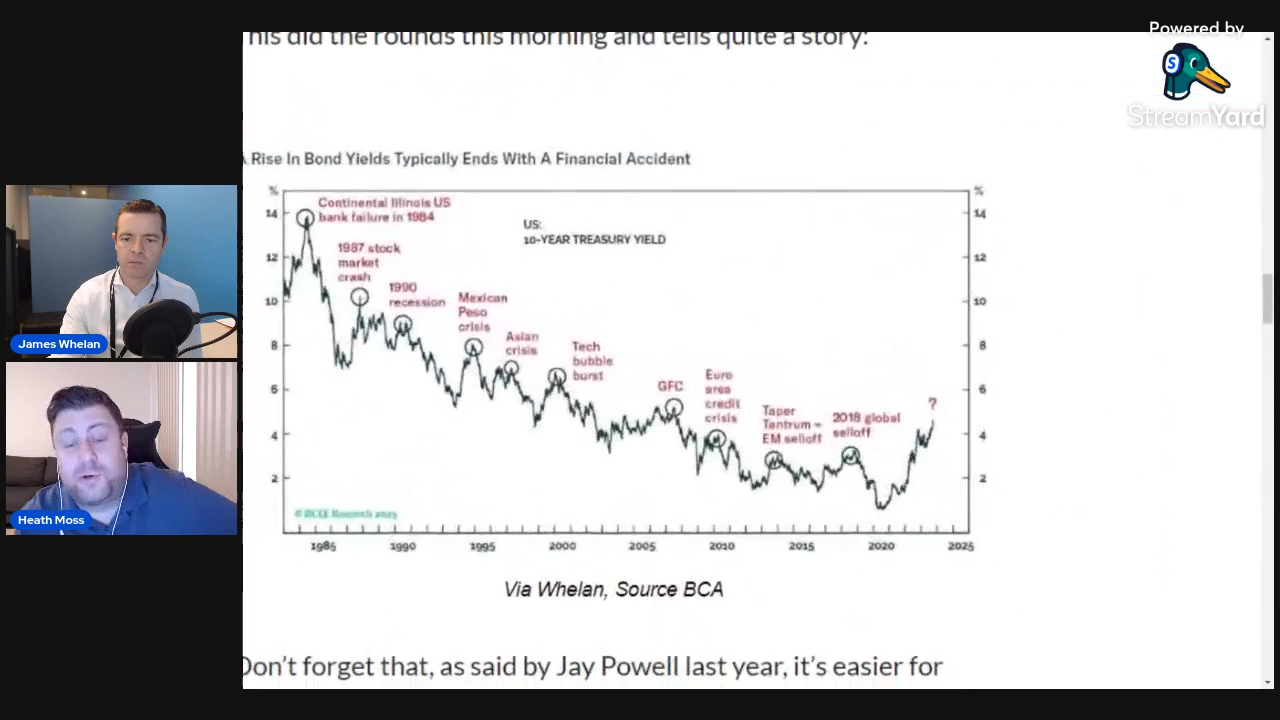 This did the rounds this morning and tells quite a story:
Powered by
StreamYard
A Rise In Bond Yields Typically Ends With A Financial Accident
%
%
14
12
10
8
6
4
2
14
12
10
8
6
4
2
US:
10-YEAR TREASURY YIELD
Continental Illinois US
bank failure in 1984
1987 stock
market
crash
1990
recession
Mexican
Peso
crisis
Asian
crisis
Tech
bubble
burst
GFC
Euro
area
credit
crisis
Taper
Tantrum =
EM selloff
2018 global
selloff
?
Research 2023
1985
1990
1995
2000
2005
2010
2015
2020
2025
Via Whelan, Source BCA
Don't forget that, as said by Jay Powell last year, it's easier for
James Whelan
Heath Moss